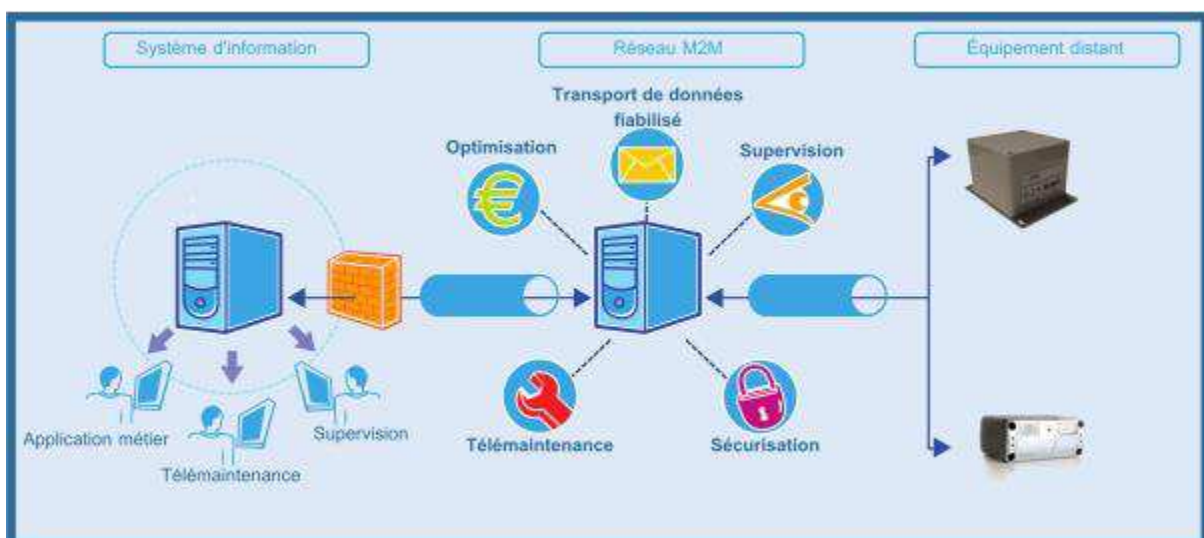 Système d'information
Réseau M2M
Équipement distant
Transport de données
fiabilisé
Optimisation
Supervision
Application métier
Télémaintenance
Supervision
Télémaintenance
Sécurisation